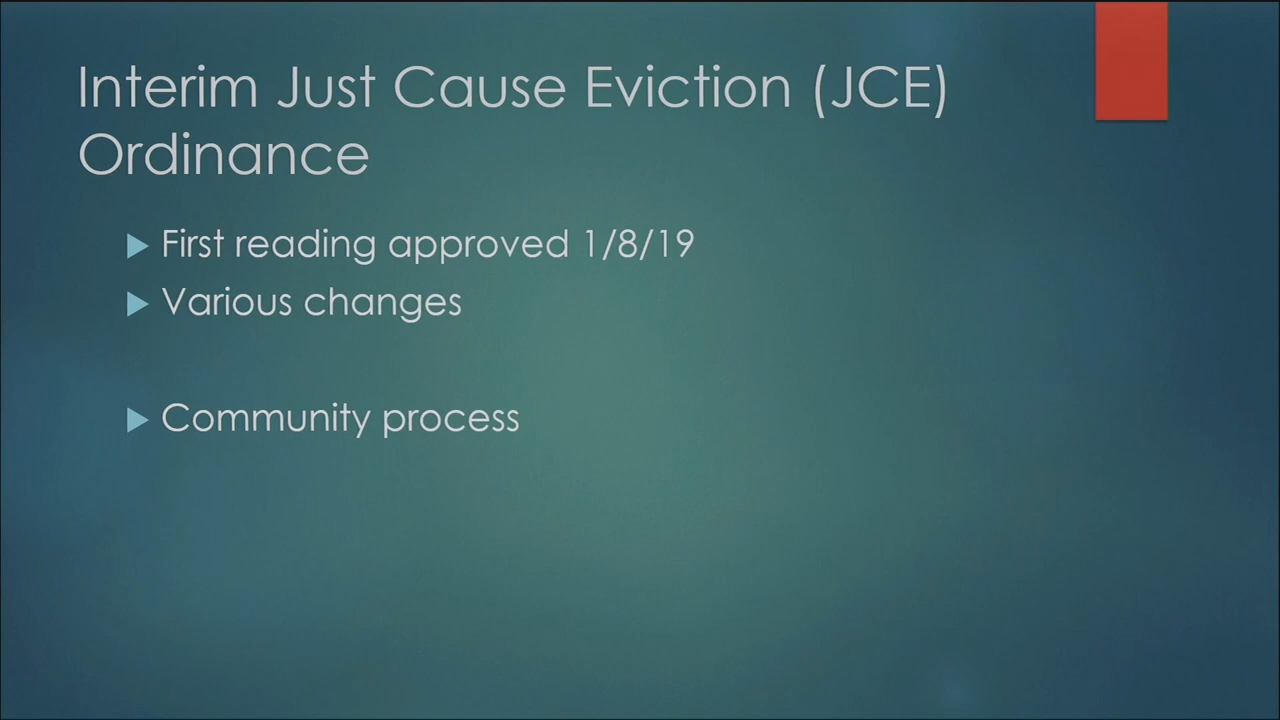 Interim Just Cause Eviction (JCE)
Ordinance
First reading approved 1/8/19
Various changes
Community process